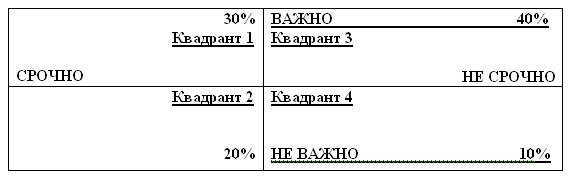 30% ВАЖНО 40%
Квадрант 1 Квадрант 3
СРОЧНО НЕ СРОЧНО
Квадрант 2 Квадрант 4
20% НЕ ВАЖНО 10%